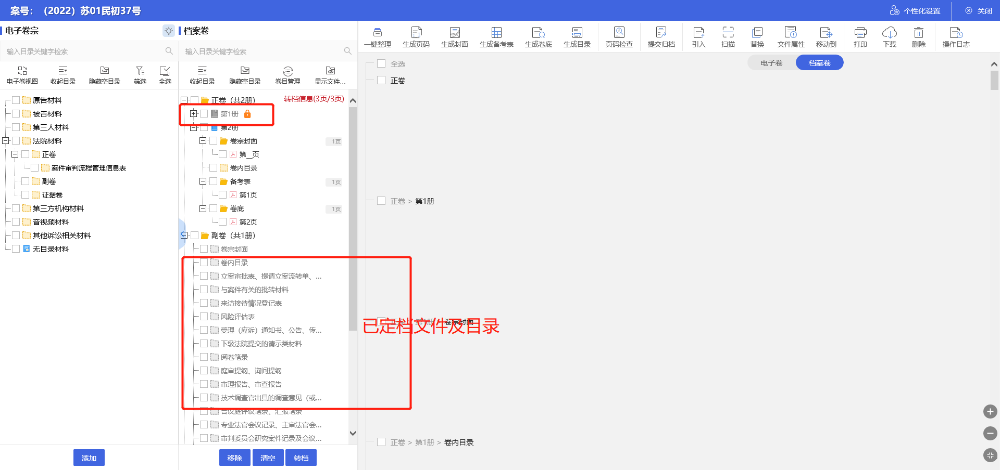 案号：（2022）苏01民初37号
个性化设置
关闭
电子卷宗
档案卷
输入目录关键字检索
输入目录关键字检索
电子卷视图
收起目录
隐藏空目录
筛选
全选
收起目录
隐藏空目录
卷目管理
显示文件...
一键整理
生成页码
生成封面
生成备考表
生成卷底
生成目录
页码检查
提交归档
引入
扫描
替换
文件属性
移动到
打印
下载
删除
操作日志
原告材料
被告材料
第三人材料
法院材料
正卷
案件审判流程管理信息表
副卷
证据卷
第三方机构材料
音视频材料
其他诉讼相关材料
无目录材料
添加
正卷（共2册）
转档信息(3页/3页)
第1册
第2册
卷宗封面
1页
第__页
卷内目录
备考表
1页
第1页
卷底
1页
第2页
副卷（共1册）
卷宗封面
卷内目录
立案审批表、提请立案流转单、...
与案件有关的批转材料
来访接待情况登记表
风险评估表
受理（应诉）通知书、公告、传...
下级法院提交的请示类材料
阅卷笔录
庭审提纲、询问提纲
审理报告、审查报告
技术调查官出具的调查意见（或...
合议庭评议笔录、汇报笔录
专业法官会议记录、主审法官会...
审判委员会研究案件记录及会议...
移除
清空
转档
全选
电子卷
档案卷
正卷
正卷 > 第1册
正卷 > 第1册 > 卷宗封面
已定档文件及目录
正卷 > 第1册 > 卷内目录